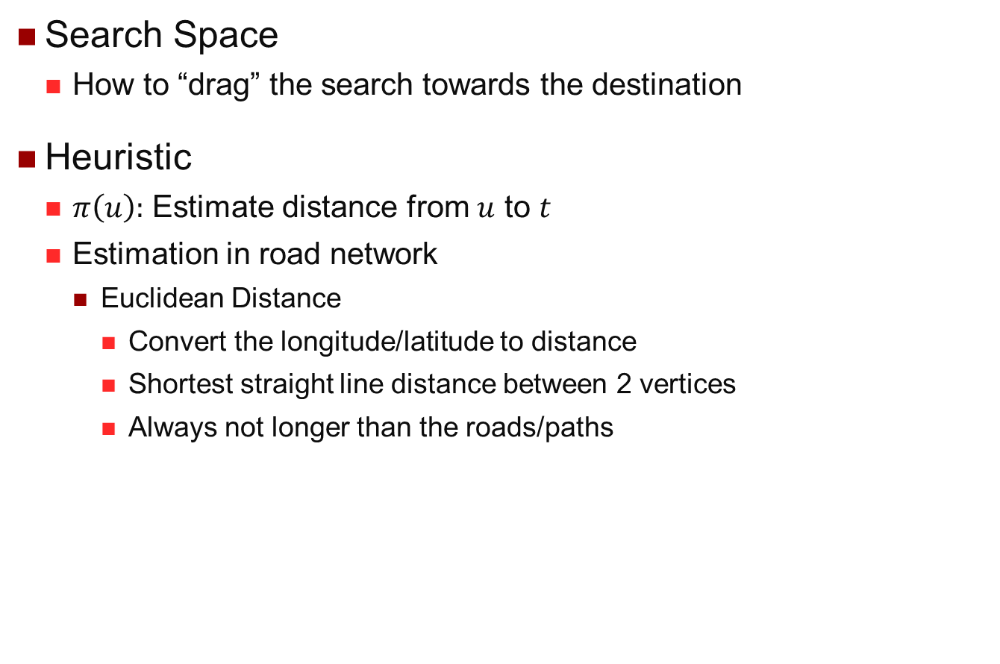 Search Space
How to “drag” the search towards the destination
Heuristic
𝜋(𝑢): Estimate distance from 𝑢 to 𝑡
Estimation in road network
Euclidean Distance
Convert the longitude/latitude to distance
Shortest straight line distance between 2 vertices
Always not longer than the roads/paths